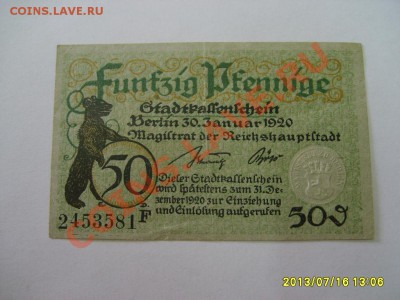 COINS.LAVE.RU
Funfzig Pfennige
Stadtkassenschein
Berlin 30. Januar 1920
Magistrat der Reichshauptstadt
50
Dieser Stadtkassenschein
wird spätestens zum 31. De-
zember 1920 zur Einziehung
und Einlösung aufgerufen
2453581 F
50
2013/07/16 13:06